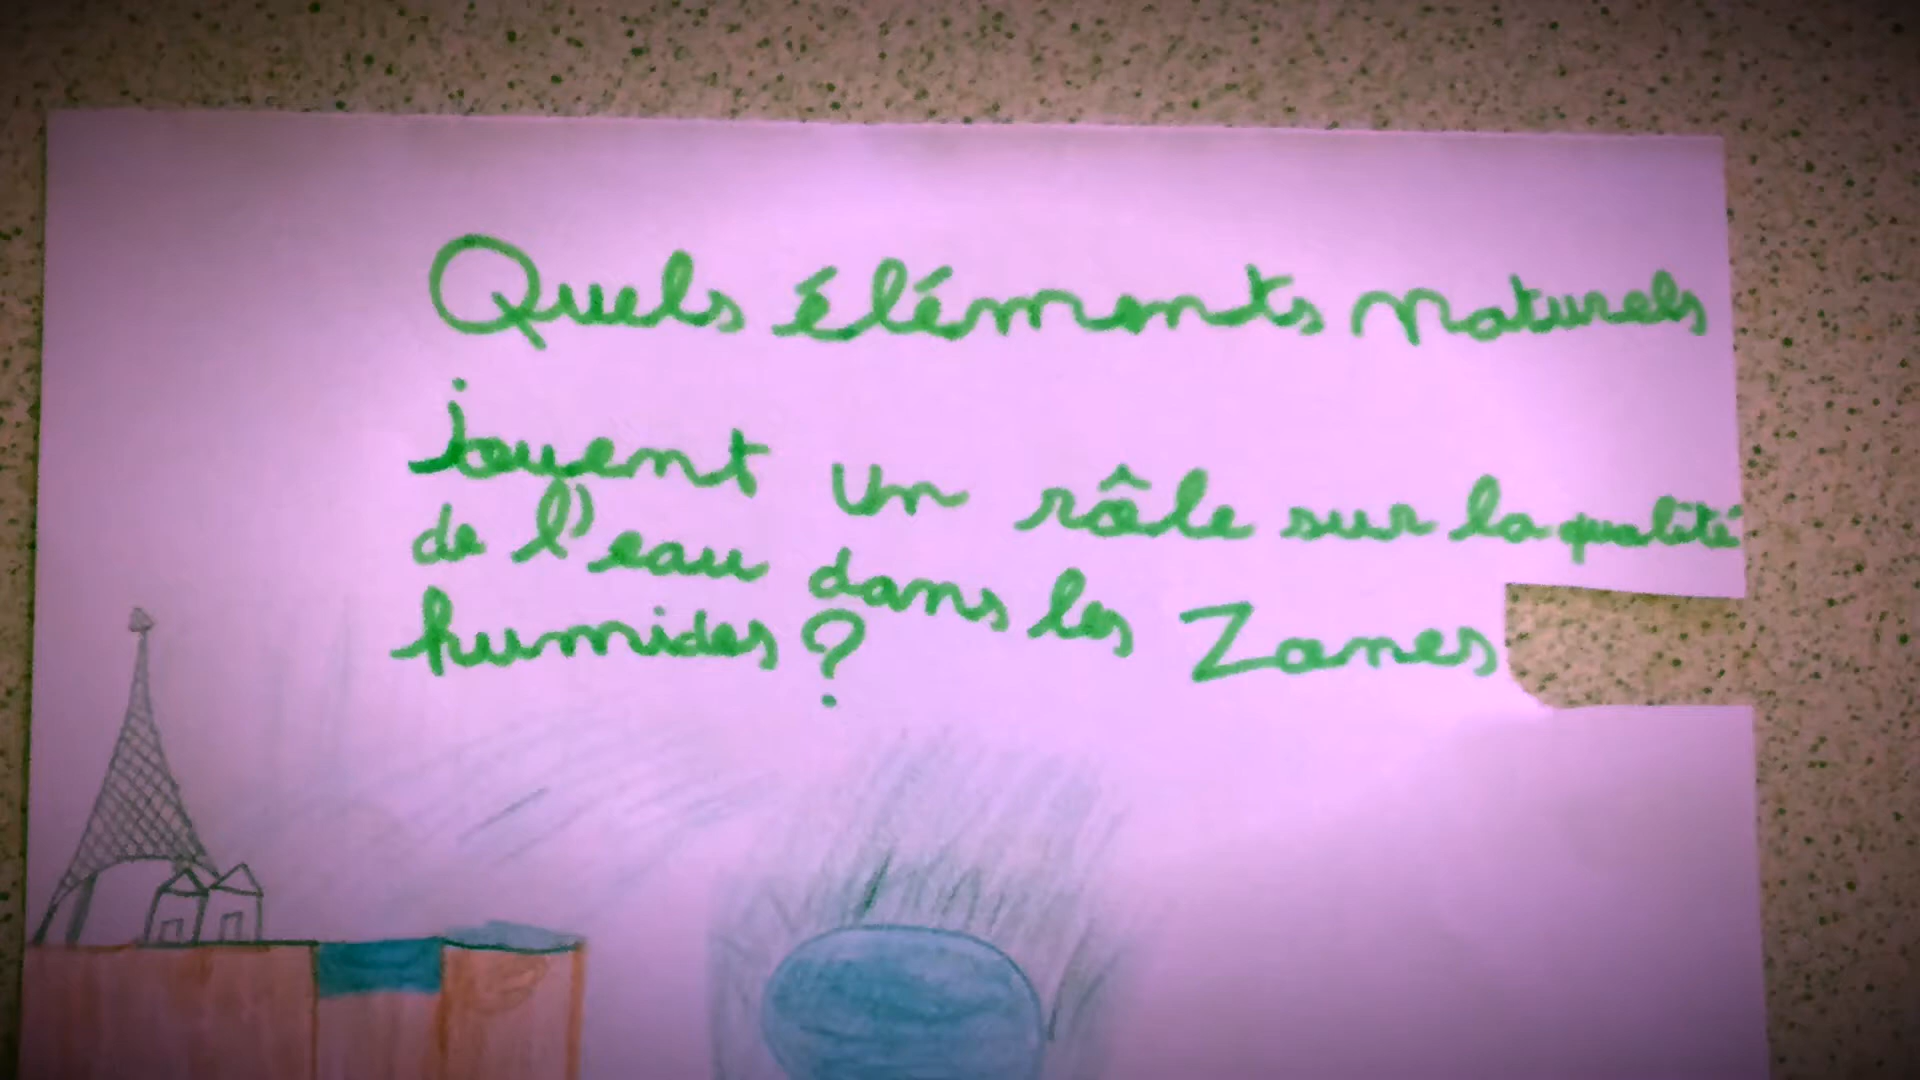 Quels éléments naturels
jouent un rôle sur la qualité
de l'eau dans les Zones
humides ?